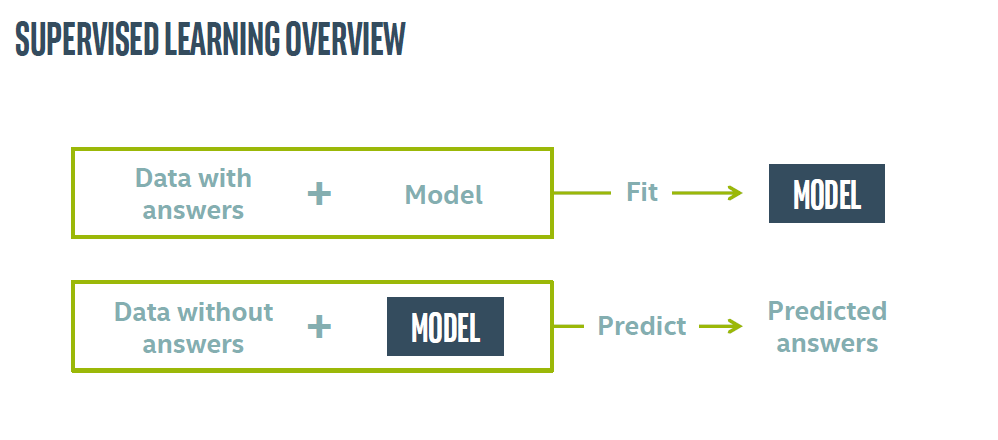 SUPERVISED LEARNING OVERVIEW
Data with
answers
+
Model
Fit
MODEL
Data without
answers
+
MODEL
Predict
Predicted
answers